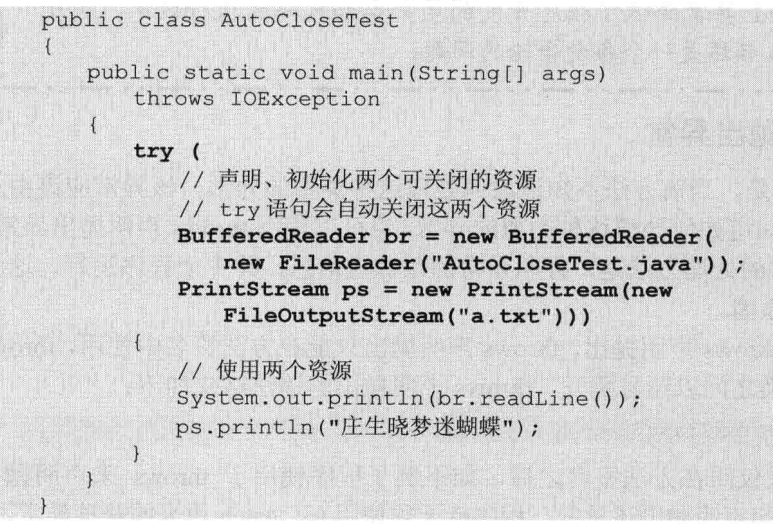 public class AutoCloseTest
{
public static void main(String[] args)
throws IOException
{
try (
// 声明、初始化两个可关闭的资源
// try 语句会自动关闭这两个资源
BufferedReader br = new BufferedReader(
new FileReader("AutoCloseTest.java"));
PrintStream ps = new PrintStream(new
FileOutputStream("a.txt")))
{
// 使用两个资源
System.out.println(br.readLine());
ps.println("庄生晓梦迷蝴蝶");
}
}
}